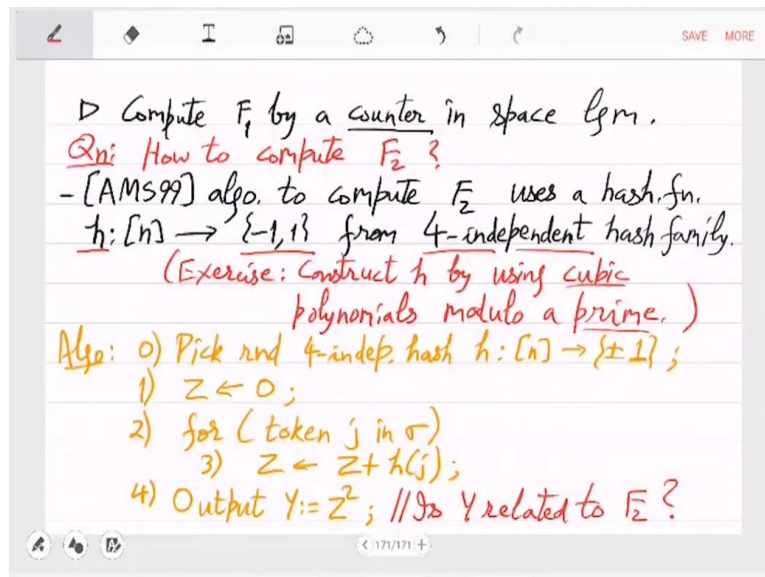 SAVE MORE
▷ Compute F₁ by a counter in space lg m.
Qn: How to compute F₂ ?
- [AMS99] algo. to compute F₂ uses a hash.fn.
h: [n] → {-1,1} from 4-independent hash family.
(Exercise: Construct h by using cubic
polynomials modulo a prime.)
Algo: 0) Pick rnd 4-indep. hash h: [n] → {±1} ;
1) Z ← 0 ;
2) for ( token j in σ)
3) Z ← Z + h(j) ;
4) Output Y := Z² ; // Is Y related to F₂ ?
< 171/171 +